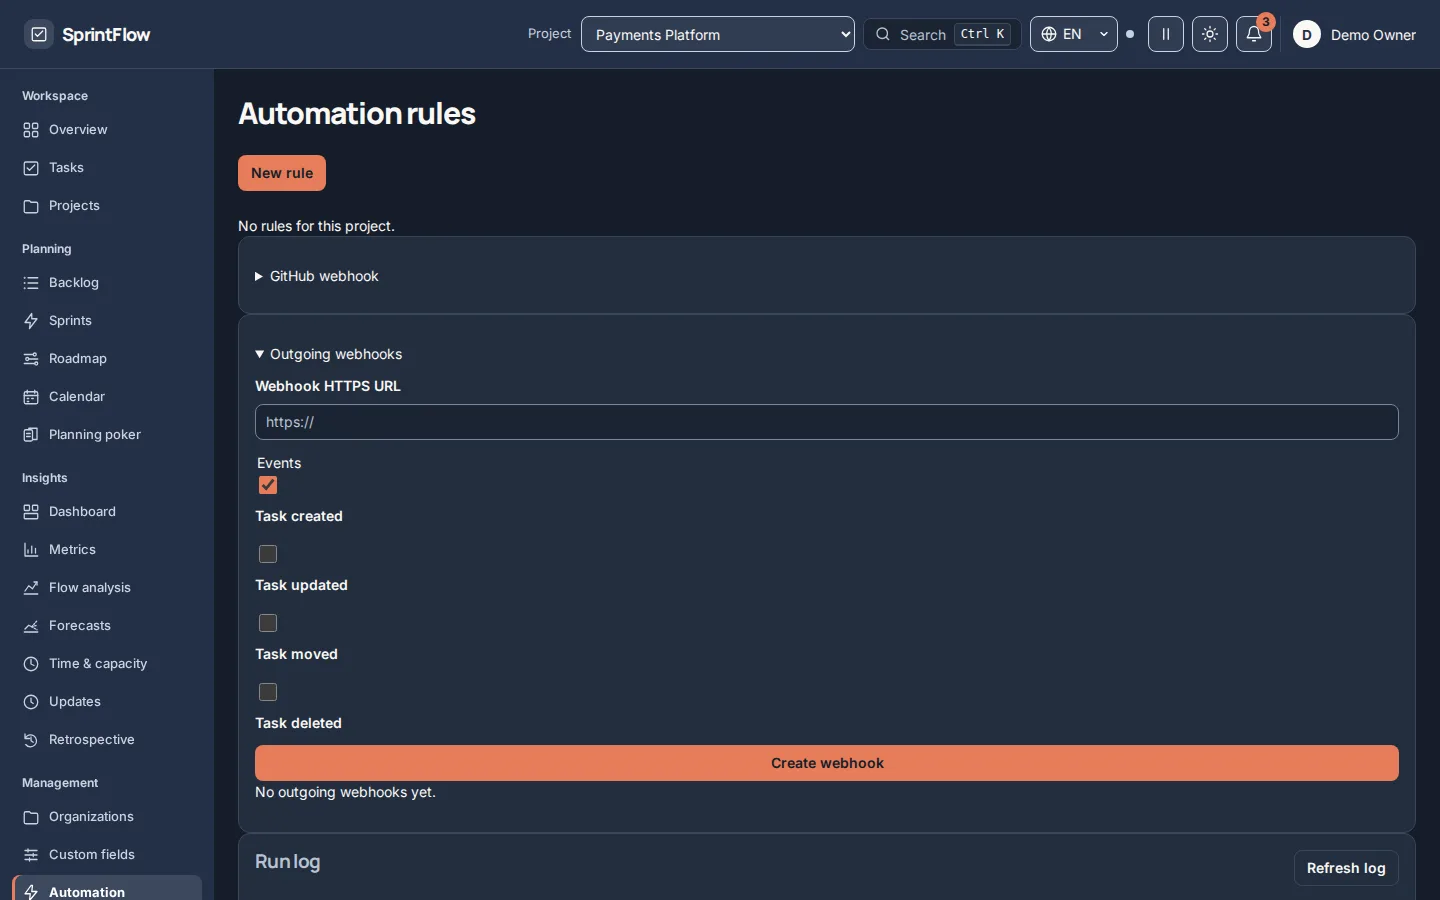 SprintFlow
Project
Payments Platform
Search
Ctrl K
EN
3
D
Demo Owner
Workspace
Overview
Tasks
Projects
Planning
Backlog
Sprints
Roadmap
Calendar
Planning poker
Insights
Dashboard
Metrics
Flow analysis
Forecasts
Time & capacity
Updates
Retrospective
Management
Organizations
Custom fields
Automation
Automation rules
New rule
No rules for this project.
GitHub webhook
Outgoing webhooks
Webhook HTTPS URL
https://
Events
Task created
Task updated
Task moved
Task deleted
Create webhook
No outgoing webhooks yet.
Run log
Refresh log